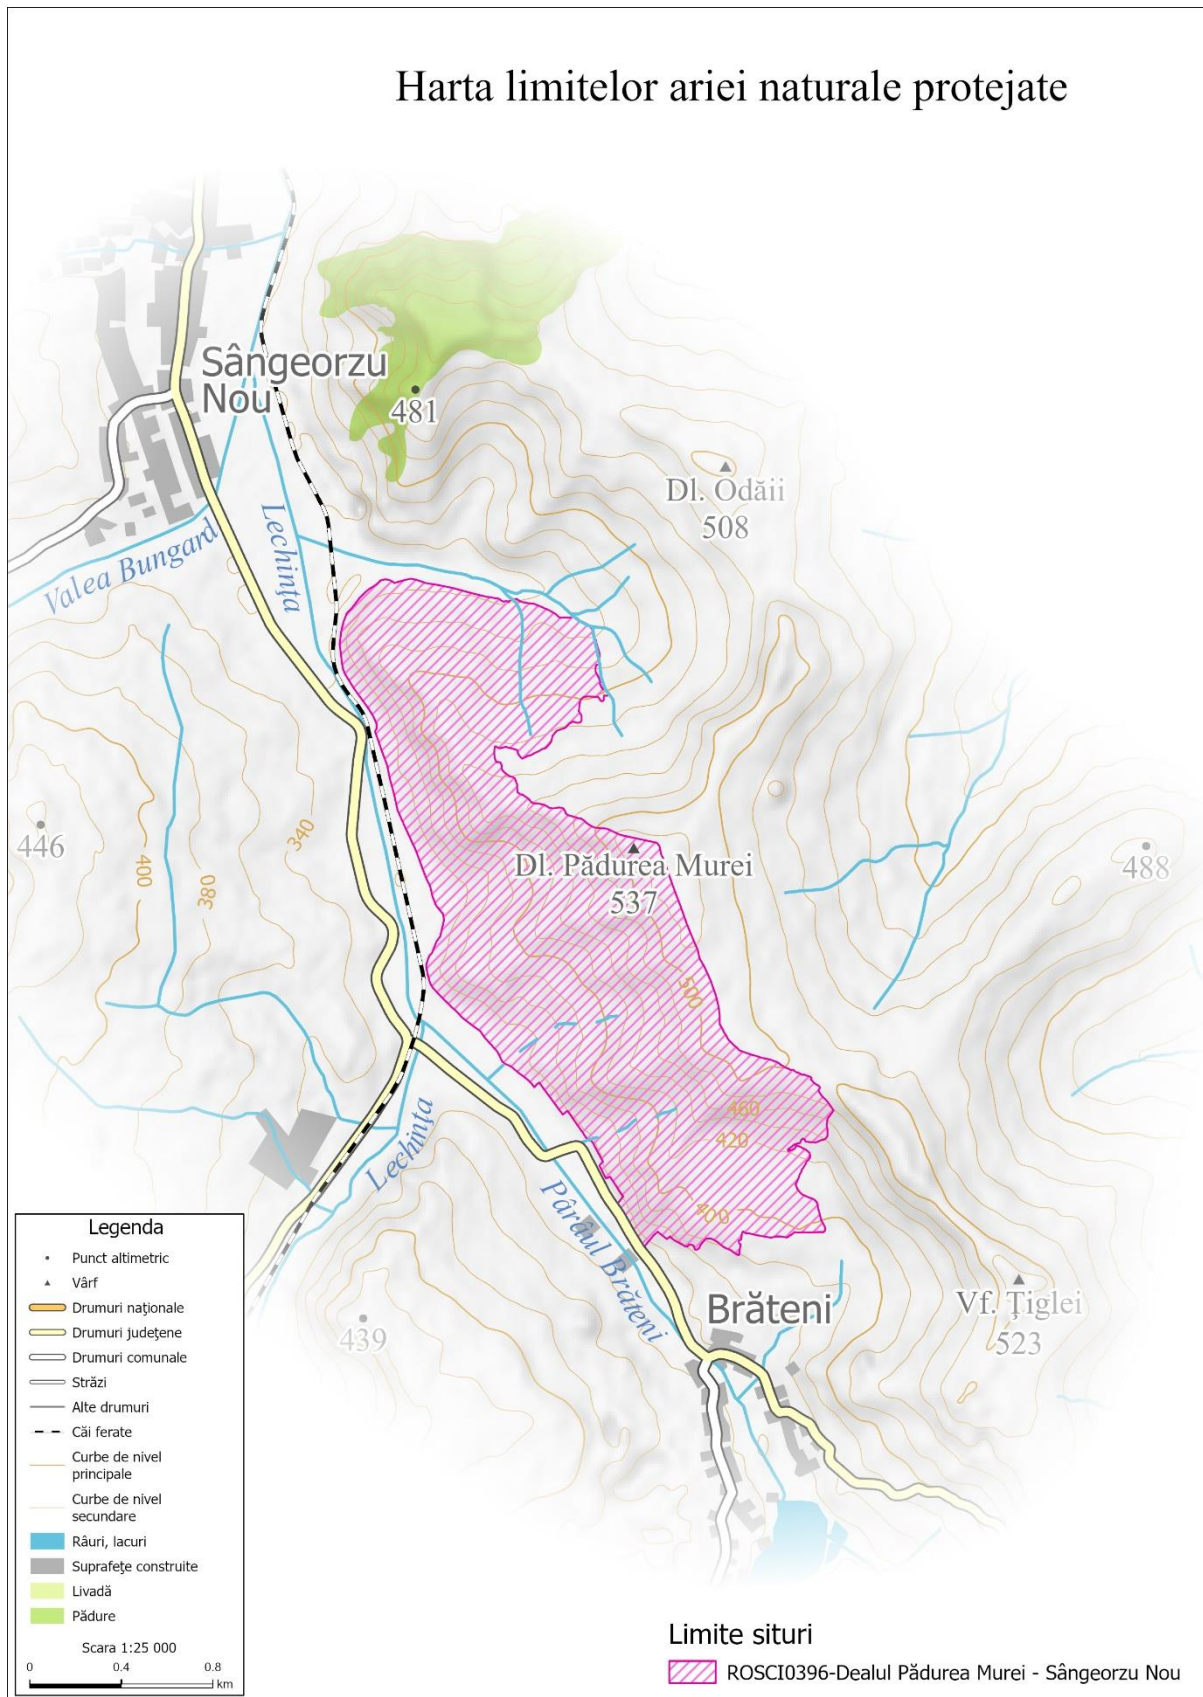 Harta limitelor ariei naturale protejate
Sângeorzu
Nou
481
Dl. Odăii
508
Valea Bungard
Lechința
340
446
400
380
Dl. Pădurea Murei
537
488
500
460
420
400
Lechința
Pârâul Brăteni
Brăteni
439
Vf. Țiglei
523
Legenda
Punct altimetric
Vârf
Drumuri naționale
Drumuri județene
Drumuri comunale
Străzi
Alte drumuri
Căi ferate
Curbe de nivel
principale
Curbe de nivel
secundare
Râuri, lacuri
Suprafețe construite
Livadă
Pădure
Scara 1:25 000
0 0.4 0.8
km
Limite situri
ROSCI0396-Dealul Pădurea Murei - Sângeorzu Nou